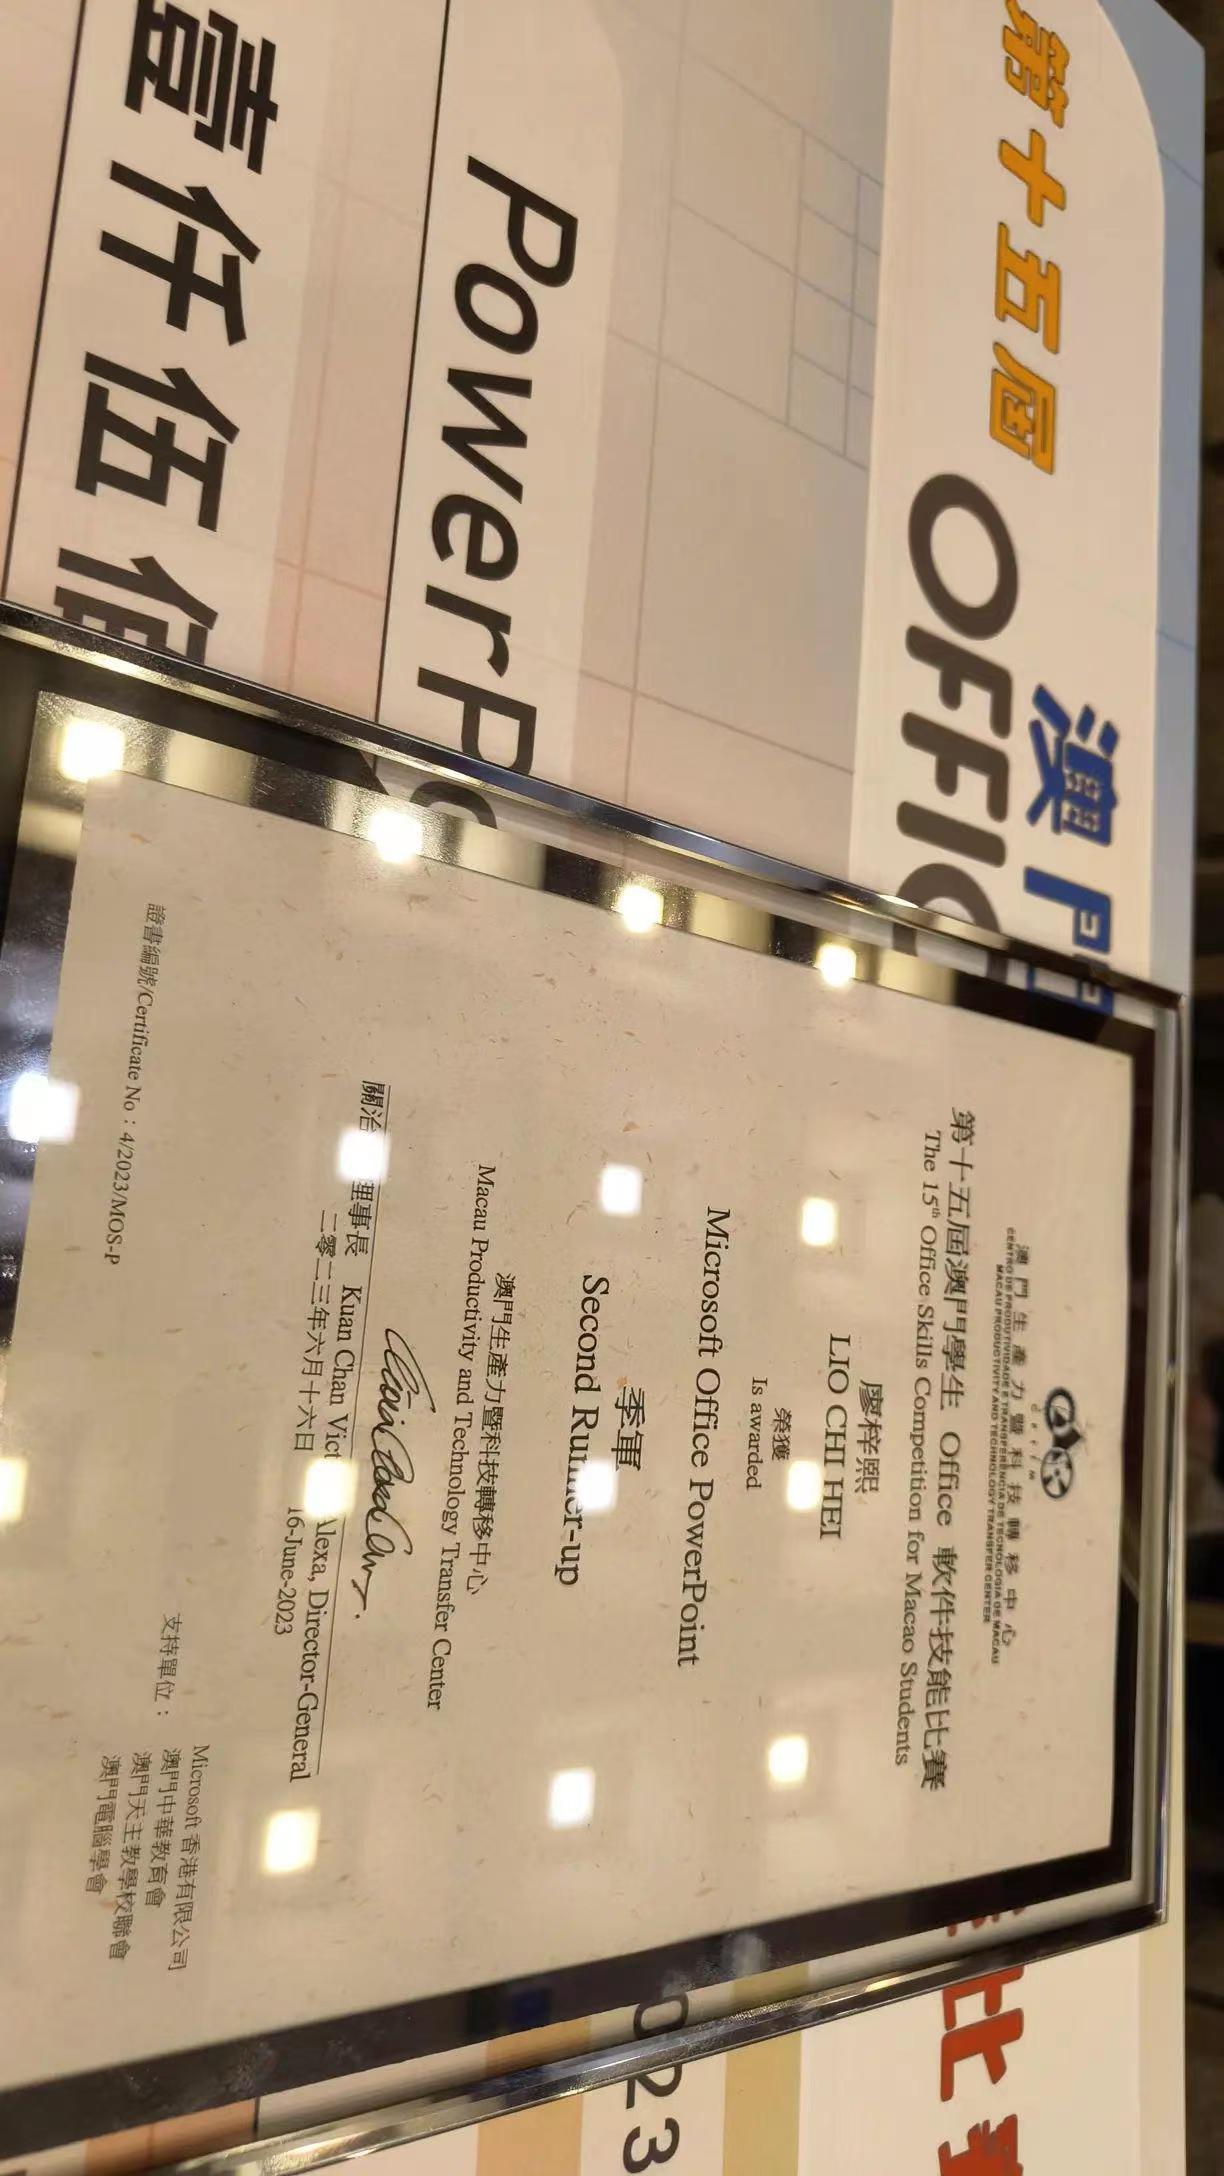 第十五屆
澳門
OFFIC
比
023
PowerPo
壹仟伍佰
CPTTM
澳門生產力暨科技轉移中心
CENTRO DE PRODUTIVIDADE E TRANSFERÊNCIA DE TECNOLOGIA DE MACAU
MACAU PRODUCTIVITY AND TECHNOLOGY TRANSFER CENTER
第十五屆澳門學生 Office 軟件技能比賽
The 15th Office Skills Competition for Macao Students
廖梓熙
LIO CHI HEI
榮獲
Is awarded
Microsoft Office PowerPoint
季軍
Second Runner-up
澳門生產力暨科技轉移中心
Macau Productivity and Technology Transfer Center
關治 理事長 Kuan Chan Vict Alexa, Director-General
二零二三年六月十六日 16-June-2023
支持單位：
Microsoft 香港有限公司
澳門中華教育會
澳門天主教學校聯會
澳門電腦學會
證書編號/Certificate No：4/2023/MOS-P